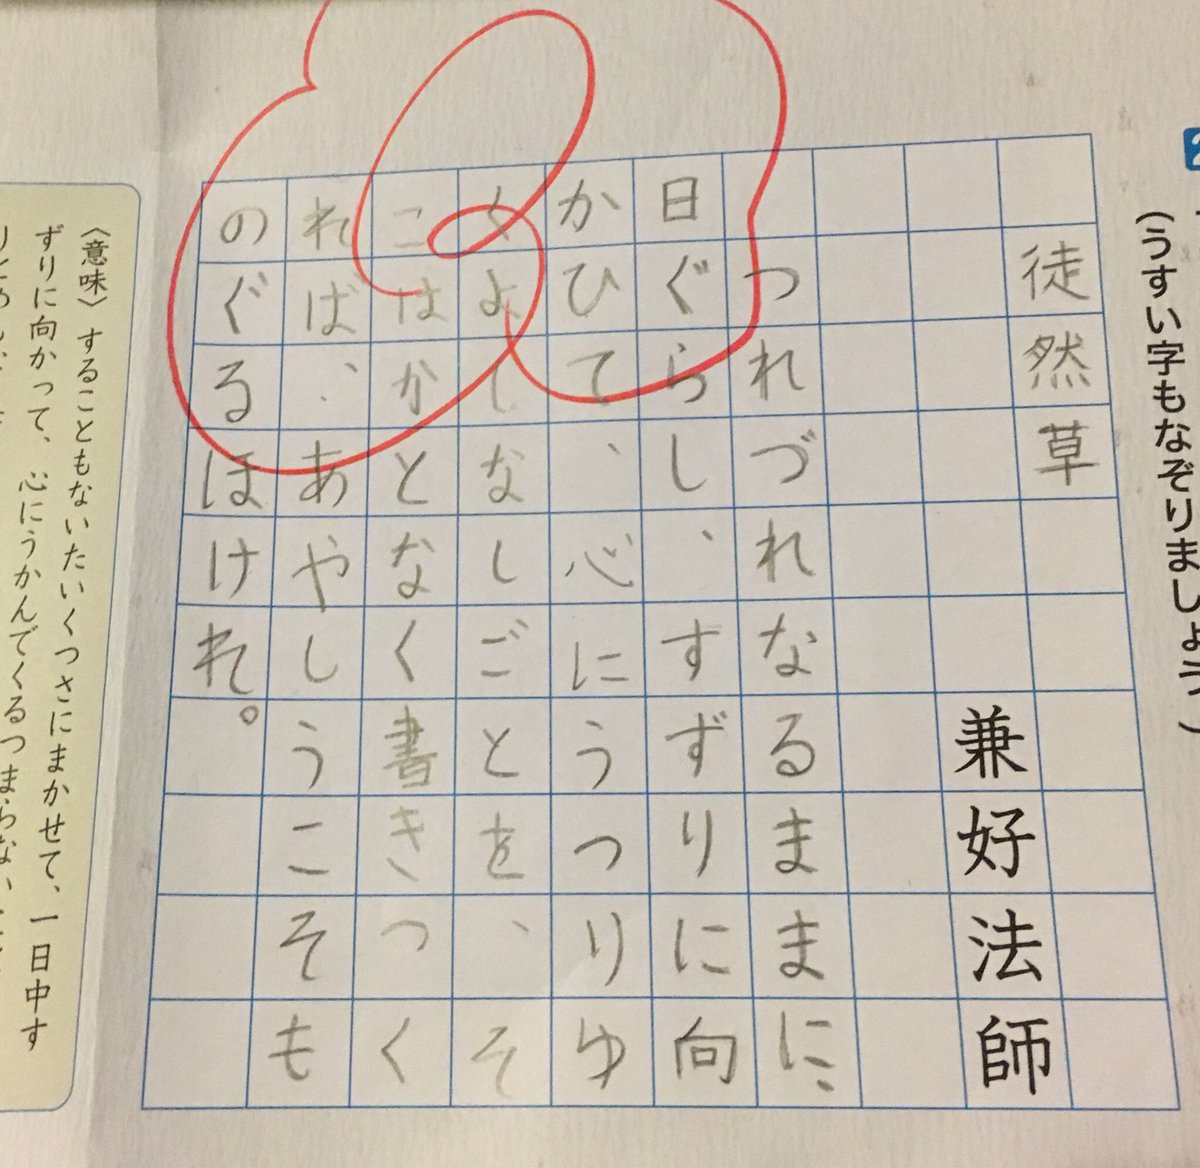 (うすい字もなぞりましょう。)
徒然草
兼好法師
つれづれなるままに、
日ぐらし、すずりに向
かひて、心にうつりゆ
くよしなしごとを、そ
こはかとなく書きつく
れば、あやしうこそも
のぐるほけれ。
〈意味〉することもないたいくつさにまかせて、一日中す
ずりに向かって、心にうかんでくるつまらない